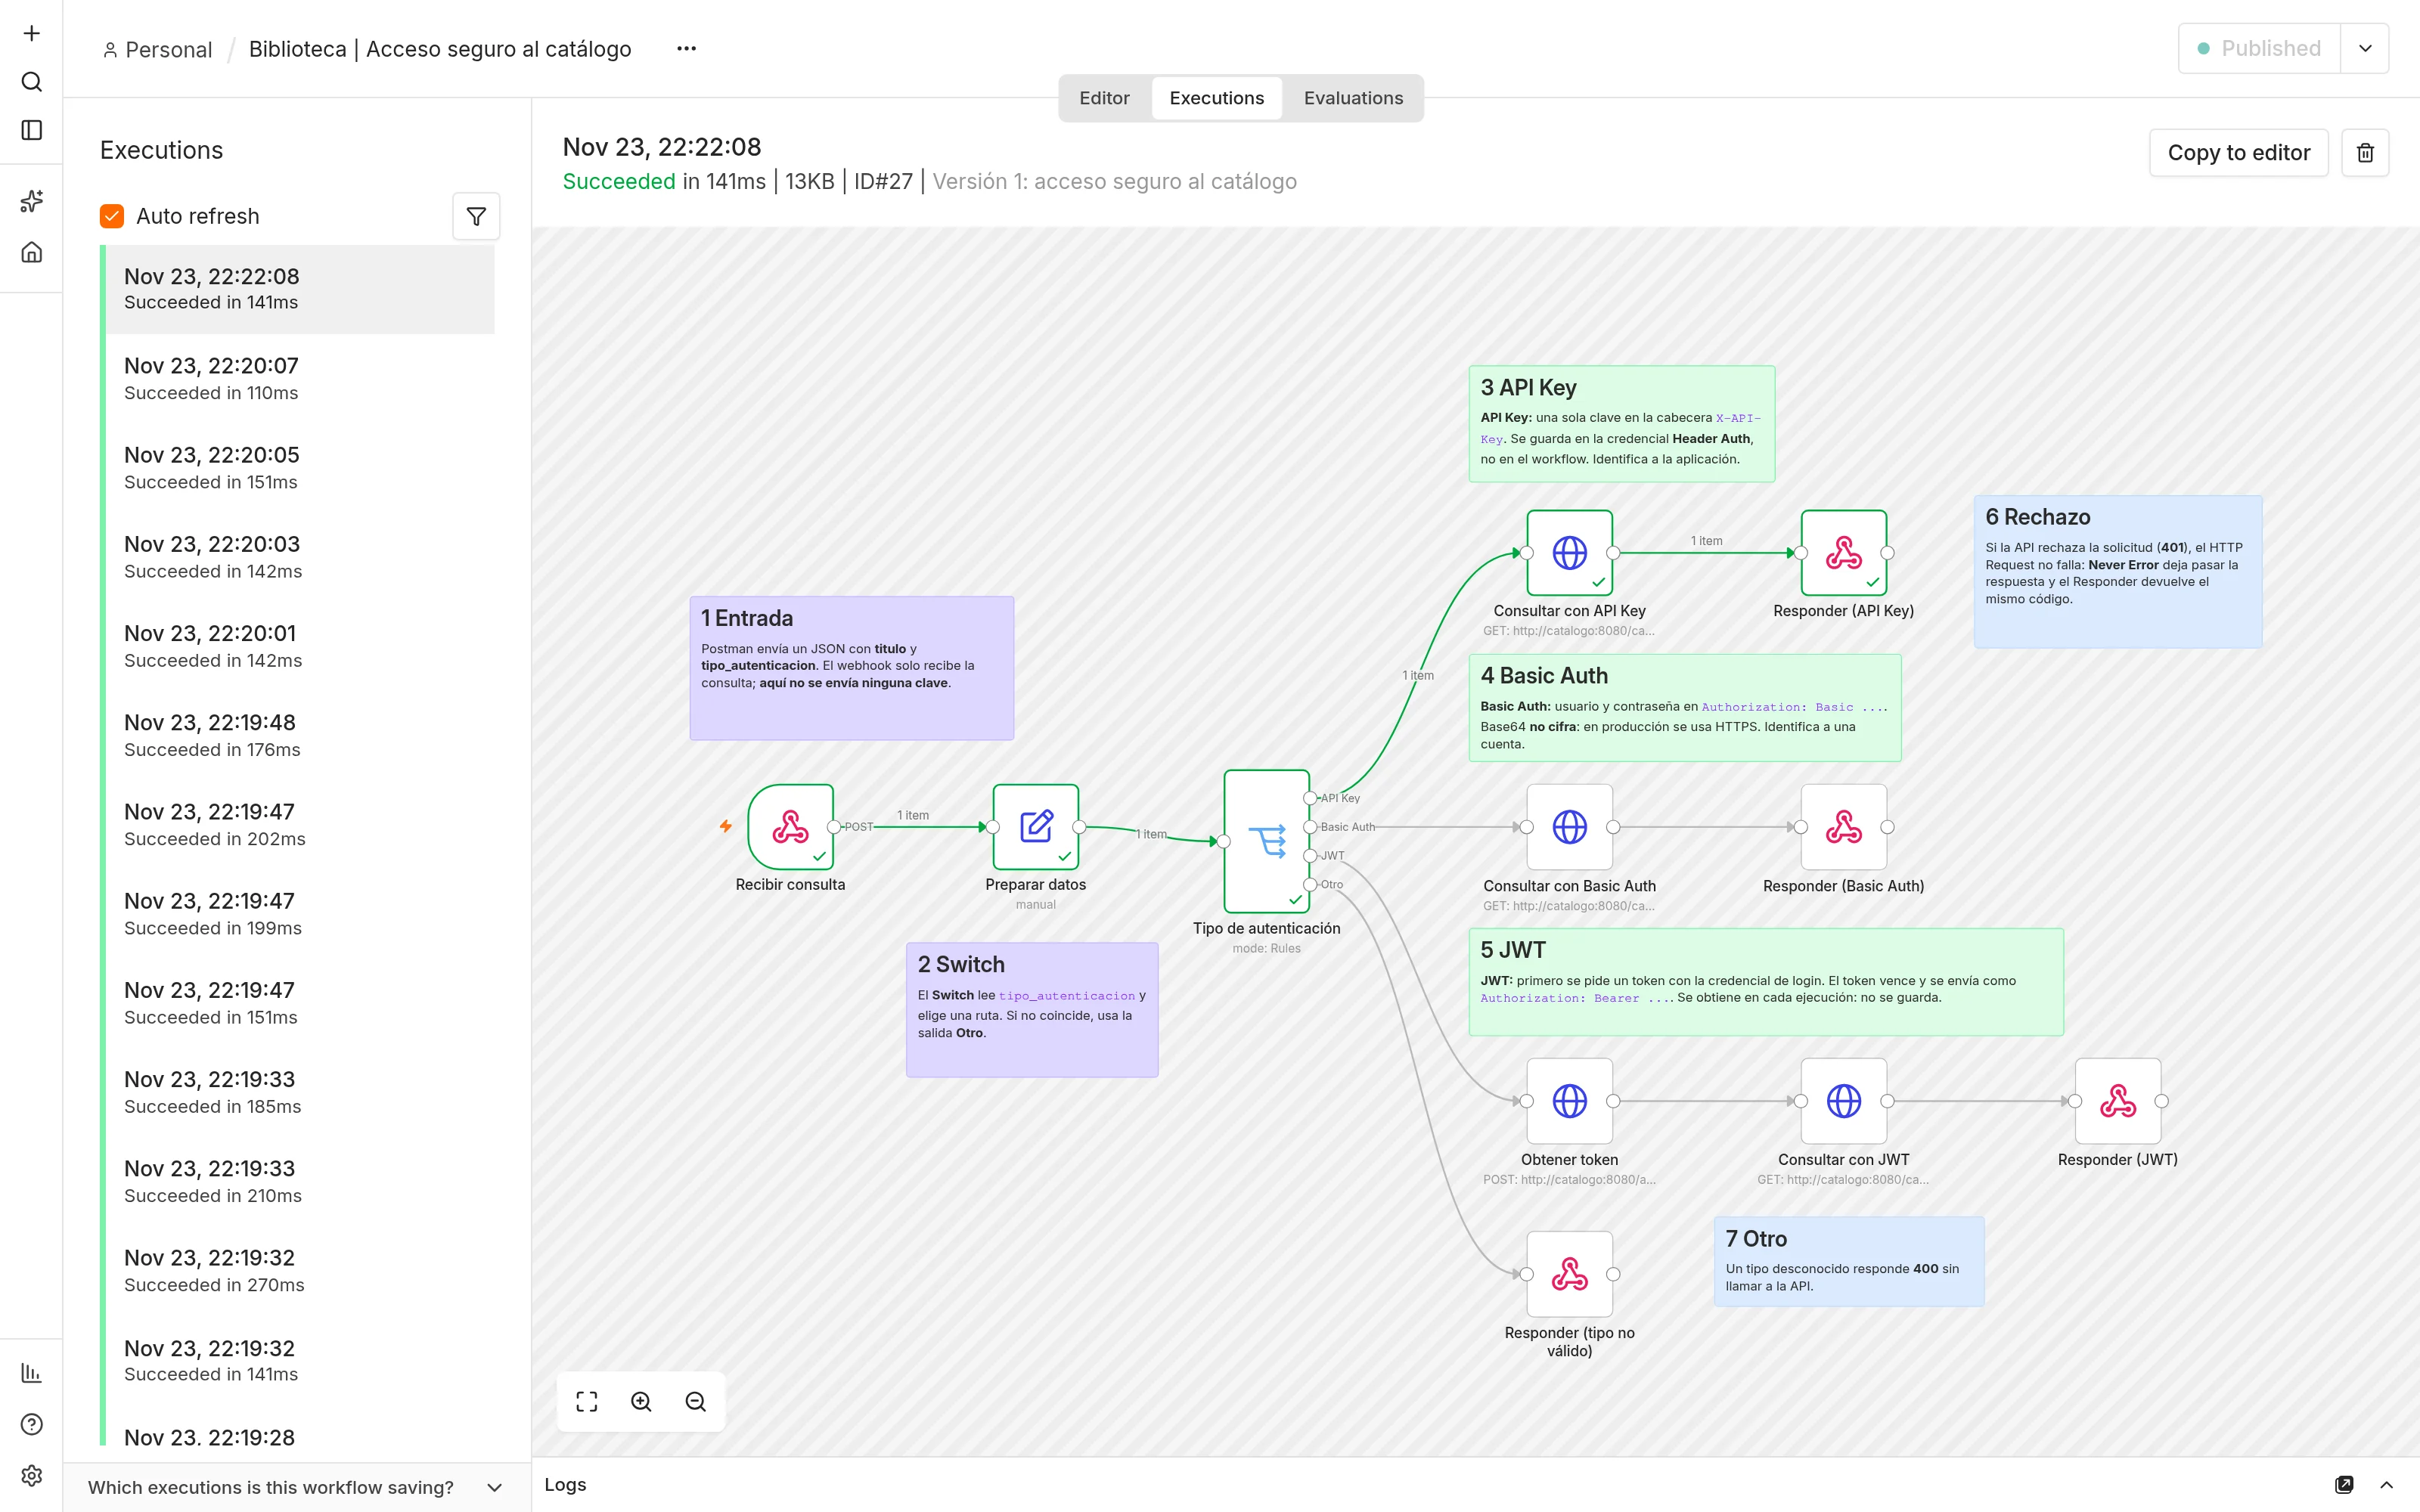 Personal / Biblioteca | Acceso seguro al catálogo
Published
Editor
Executions
Evaluations
Executions
Auto refresh
Nov 23, 22:22:08
Succeeded in 141ms
Nov 23, 22:20:07
Succeeded in 110ms
Nov 23, 22:20:05
Succeeded in 151ms
Nov 23, 22:20:03
Succeeded in 142ms
Nov 23, 22:20:01
Succeeded in 142ms
Nov 23, 22:19:48
Succeeded in 176ms
Nov 23, 22:19:47
Succeeded in 202ms
Nov 23, 22:19:47
Succeeded in 199ms
Nov 23, 22:19:47
Succeeded in 151ms
Nov 23, 22:19:33
Succeeded in 185ms
Nov 23, 22:19:33
Succeeded in 210ms
Nov 23, 22:19:32
Succeeded in 270ms
Nov 23, 22:19:32
Succeeded in 141ms
Nov 23, 22:19:28
Which executions is this workflow saving?
Nov 23, 22:22:08
Succeeded in 141ms | 13KB | ID#27 | Versión 1: acceso seguro al catálogo
Copy to editor
3 API Key
API Key: una sola clave en la cabecera X-API-
Key. Se guarda en la credencial Header Auth,
no en el workflow. Identifica a la aplicación.
6 Rechazo
Si la API rechaza la solicitud (401), el HTTP
Request no falla: Never Error deja pasar la
respuesta y el Responder devuelve el
mismo código.
1 item
Consultar con API Key
GET: http://catalogo:8080/ca...
Responder (API Key)
1 Entrada
Postman envía un JSON con titulo y
tipo_autenticacion. El webhook solo recibe la
consulta; aquí no se envía ninguna clave.
1 item
4 Basic Auth
Basic Auth: usuario y contraseña en Authorization: Basic ....
Base64 no cifra: en producción se usa HTTPS. Identifica a una
cuenta.
POST
1 item
1 item
API Key
Basic Auth
JWT
Otro
Recibir consulta
Preparar datos
manual
Tipo de autenticación
mode: Rules
Consultar con Basic Auth
GET: http://catalogo:8080/ca...
Responder (Basic Auth)
2 Switch
El Switch lee tipo_autenticacion y
elige una ruta. Si no coincide, usa la
salida Otro.
5 JWT
JWT: primero se pide un token con la credencial de login. El token vence y se envía como
Authorization: Bearer .... Se obtiene en cada ejecución: no se guarda.
Obtener token
POST: http://catalogo:8080/a...
Consultar con JWT
GET: http://catalogo:8080/ca...
Responder (JWT)
7 Otro
Un tipo desconocido responde 400 sin
llamar a la API.
Responder (tipo no
válido)
Logs